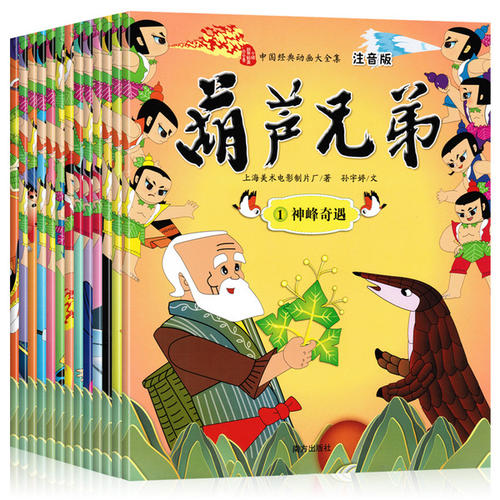 中国经典动画大全集
注音版
葫芦兄弟
上海美术电影制片厂/著 孙宇婷/文
①神峰奇遇
南方出版社